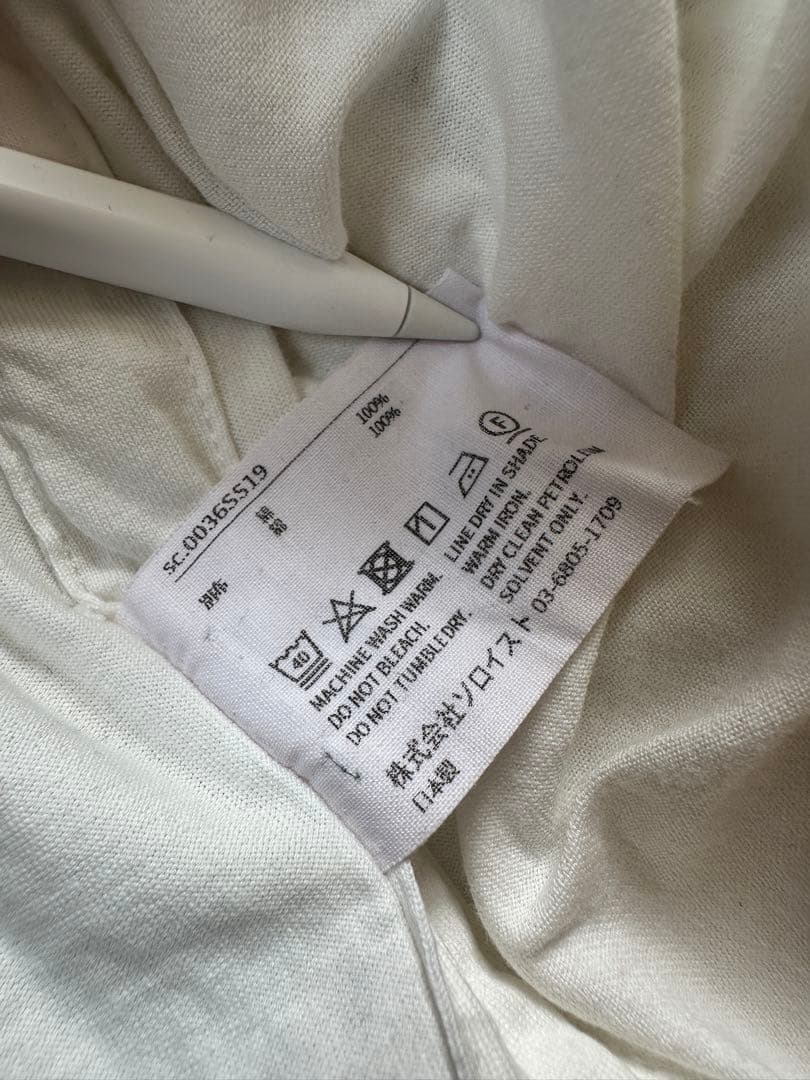 sc.0036SS19
綿 100%
別布 綿 100%
40
F
MACHINE WASH WARM.
DO NOT BLEACH.
DO NOT TUMBLE DRY.
LINE DRY IN SHADE
WARM IRON.
DRY CLEAN PETROLEUM
SOLVENT ONLY.
株式会社ソロイスト 03-6805-1709
日本製